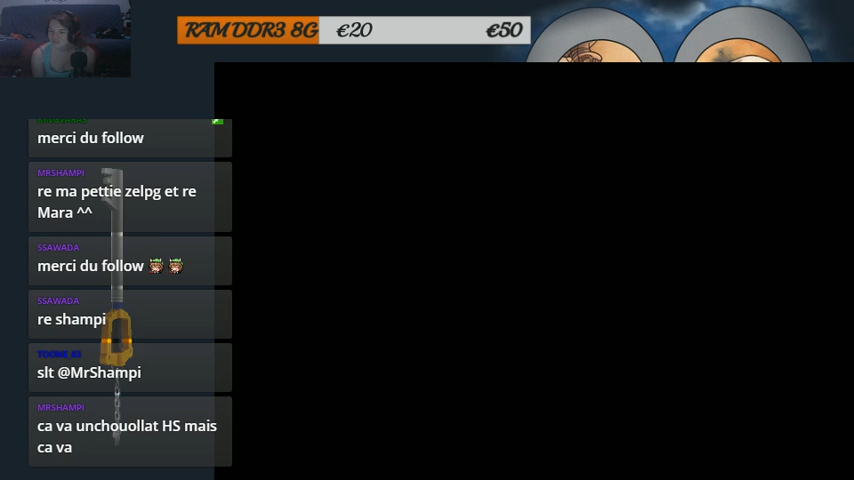 RAM DDR3 8G €20 €50
merci du follow
MRSHAMPI
re ma pettie zelpg et re
Mara ^^
SSAWADA
merci du follow
SSAWADA
re shampi
slt @MrShampi
MRSHAMPI
ca va unchouollat HS mais
ca va